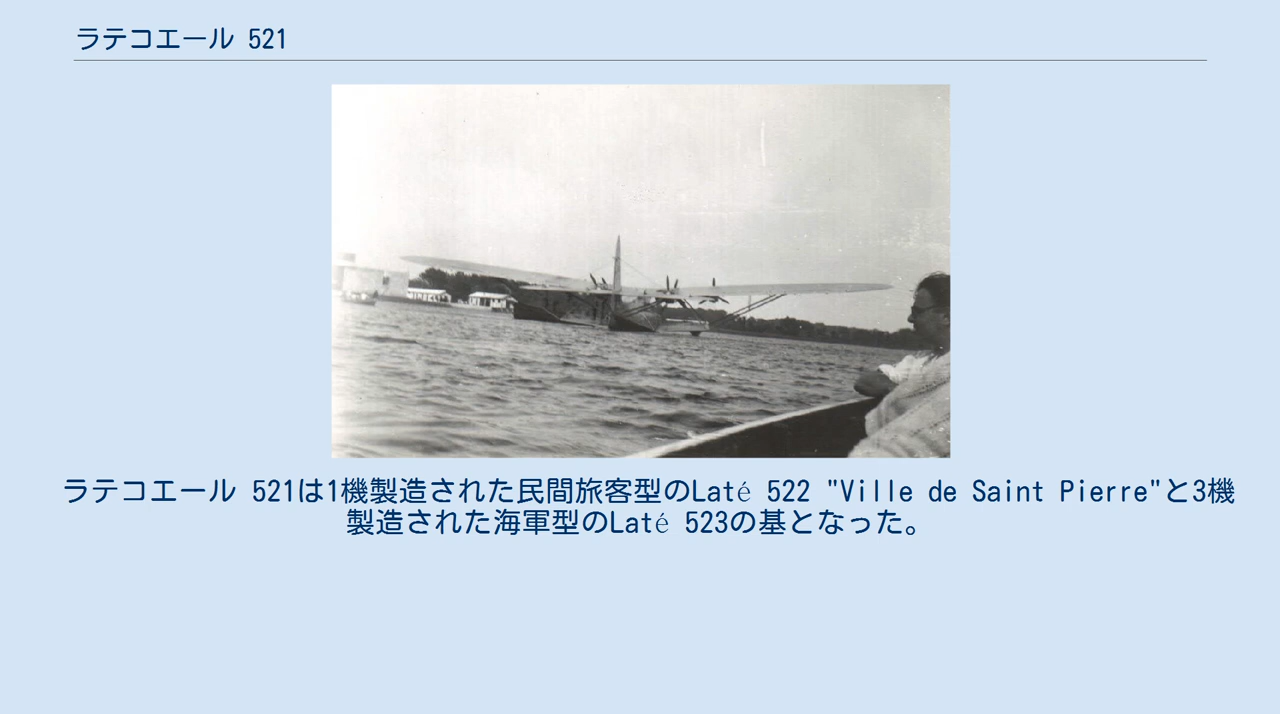 ラテコエール 521
ラテコエール 521は1機製造された民間旅客型のLaté 522 "Ville de Saint Pierre"と3機
製造された海軍型のLaté 523の基となった。